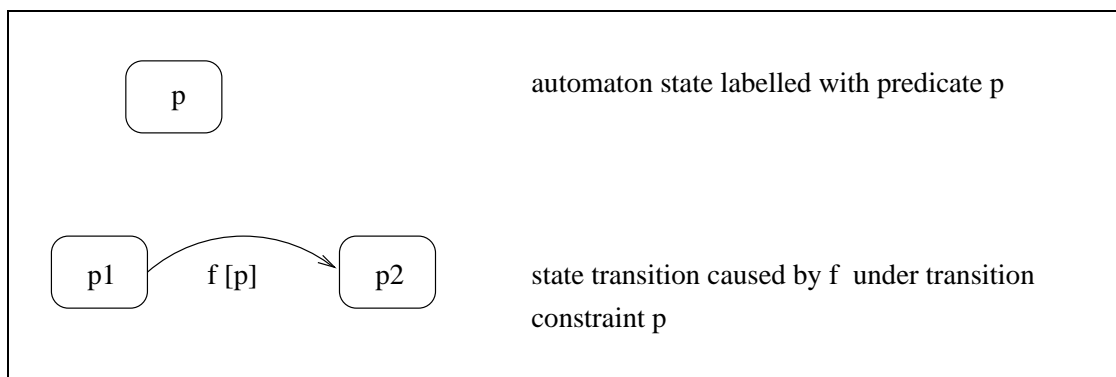 p
automaton state labelled with predicate p
p1
f [p]
p2
state transition caused by f under transition
constraint p